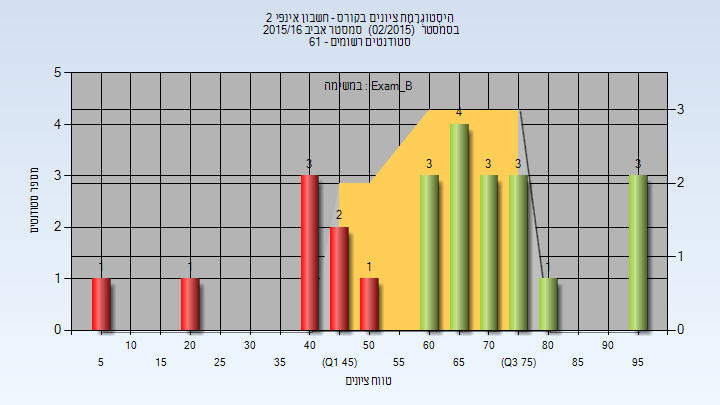 היסטוגרמת ציונים בקורס - חשבון אינפי 2
בסמסטר (02/2015) סמסטר אביב 2015/16
סטודנטים רשומים - 61
במשימה : Exam_B
מספר סטודנטים
5
4
3
2
1
0
3
2
1
0
1
1
3
2
1
3
4
3
3
1
3
10 20 30 40 50 60 70 80 90
5 15 25 35 (Q1 45) 55 65 (Q3 75) 85 95
טווח ציונים